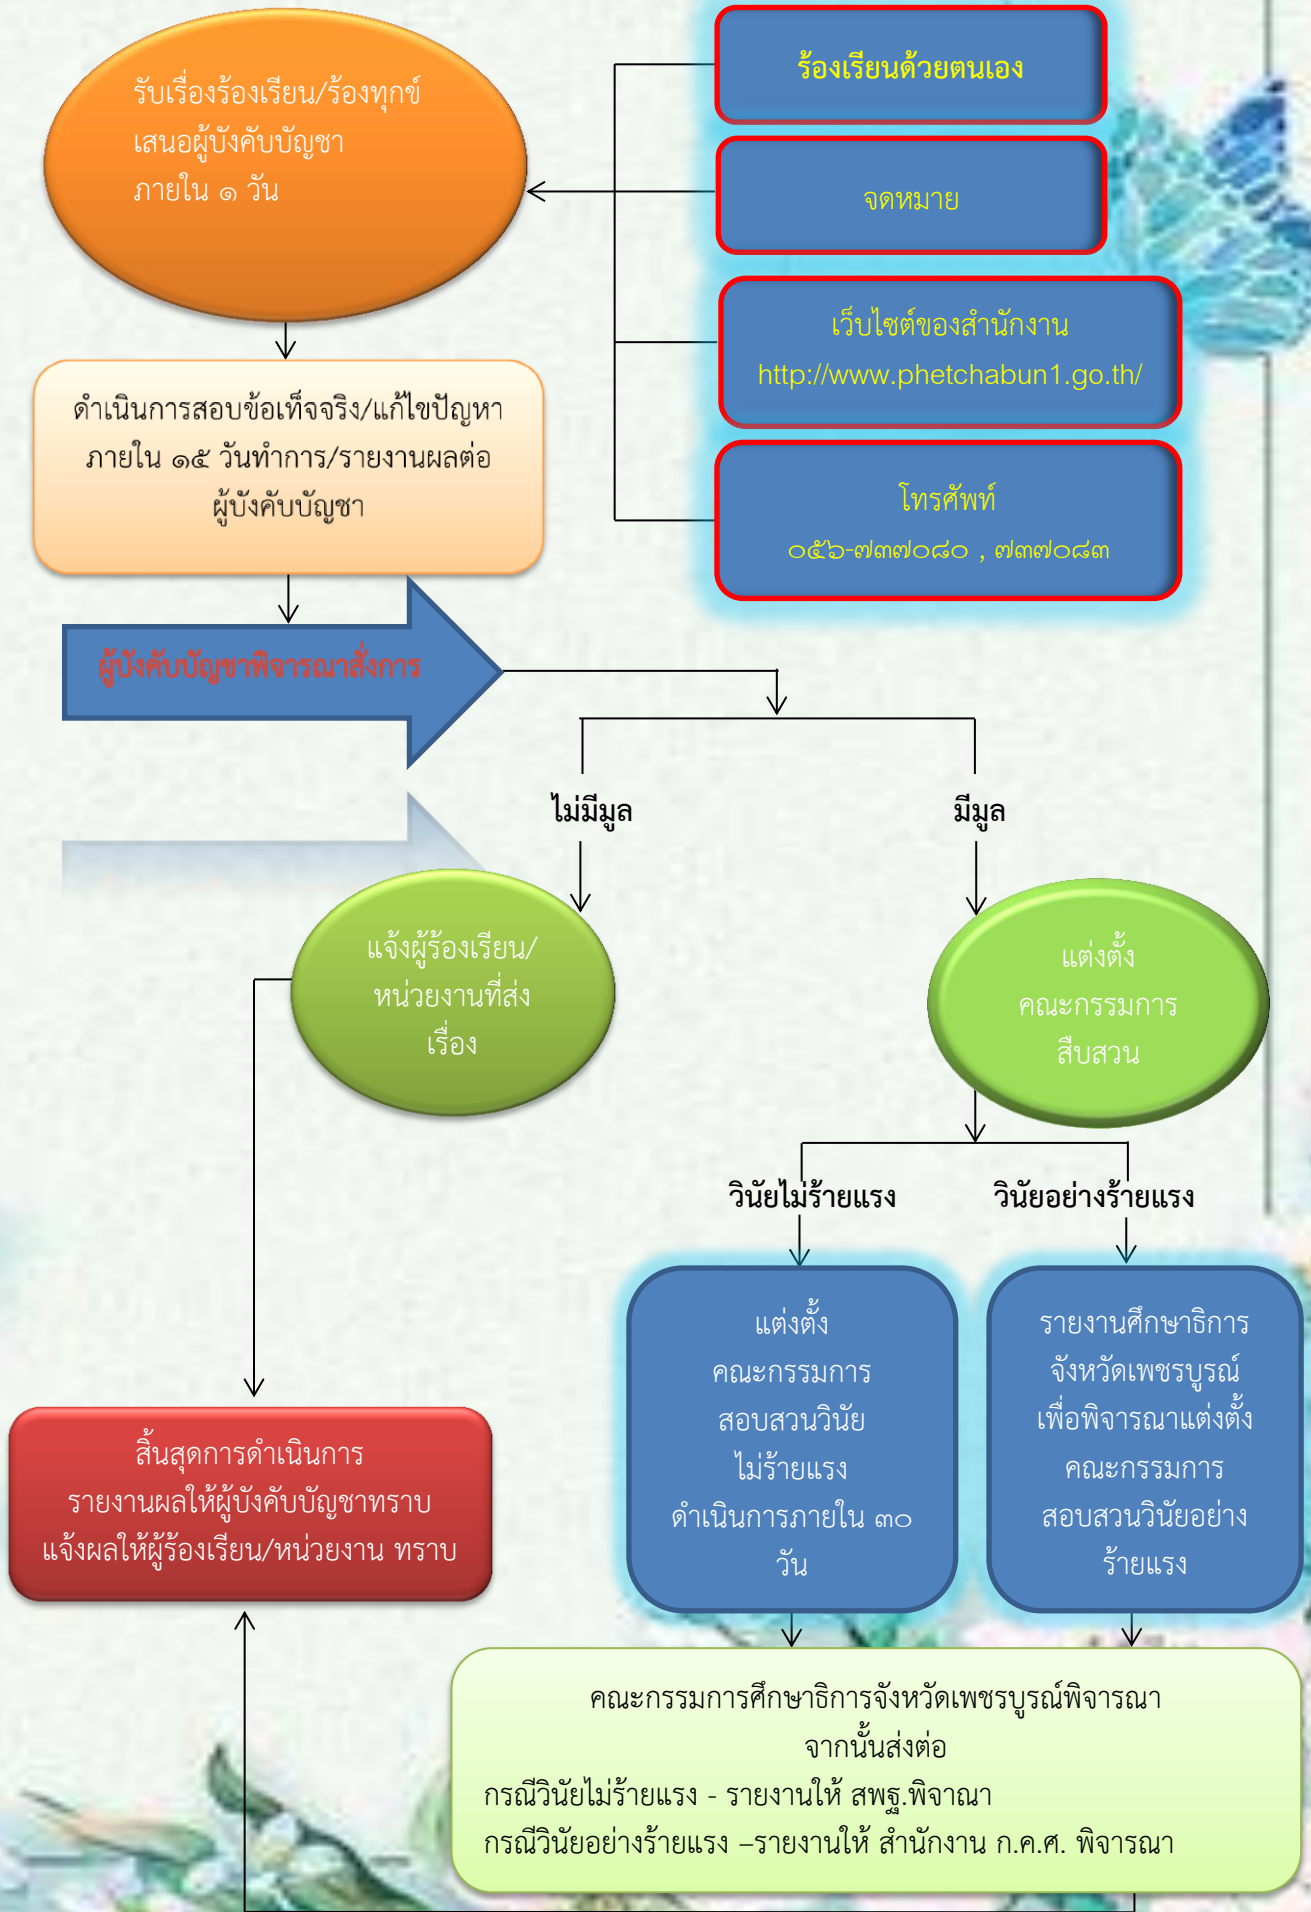 รับเรื่องร้องเรียน/ร้องทุกข์
เสนอผู้บังคับบัญชา
ภายใน ๑ วัน
ร้องเรียนด้วยตนเอง
จดหมาย
เว็บไซต์ของสำนักงาน
http://www.phetchabun1.go.th/
โทรศัพท์
๐๕๖-๗๓๗๐๘๐ , ๗๓๗๐๘๓
ดำเนินการสอบข้อเท็จจริง/แก้ไขปัญหา
ภายใน ๑๕ วันทำการ/รายงานผลต่อ
ผู้บังคับบัญชา
ผู้บังคับบัญชาพิจารณาสั่งการ
ไม่มีมูล
มีมูล
แจ้งผู้ร้องเรียน/
หน่วยงานที่ส่ง
เรื่อง
แต่งตั้ง
คณะกรรมการ
สืบสวน
วินัยไม่ร้ายแรง
วินัยอย่างร้ายแรง
แต่งตั้ง
คณะกรรมการ
สอบสวนวินัย
ไม่ร้ายแรง
ดำเนินการภายใน ๓๐
วัน
รายงานศึกษาธิการ
จังหวัดเพชรบูรณ์
เพื่อพิจารณาแต่งตั้ง
คณะกรรมการ
สอบสวนวินัยอย่าง
ร้ายแรง
สิ้นสุดการดำเนินการ
รายงานผลให้ผู้บังคับบัญชาทราบ
แจ้งผลให้ผู้ร้องเรียน/หน่วยงาน ทราบ
คณะกรรมการศึกษาธิการจังหวัดเพชรบูรณ์พิจารณา
จากนั้นส่งต่อ
กรณีวินัยไม่ร้ายแรง - รายงานให้ สพฐ.พิจาณา
กรณีวินัยอย่างร้ายแรง –รายงานให้ สำนักงาน ก.ค.ศ. พิจารณา